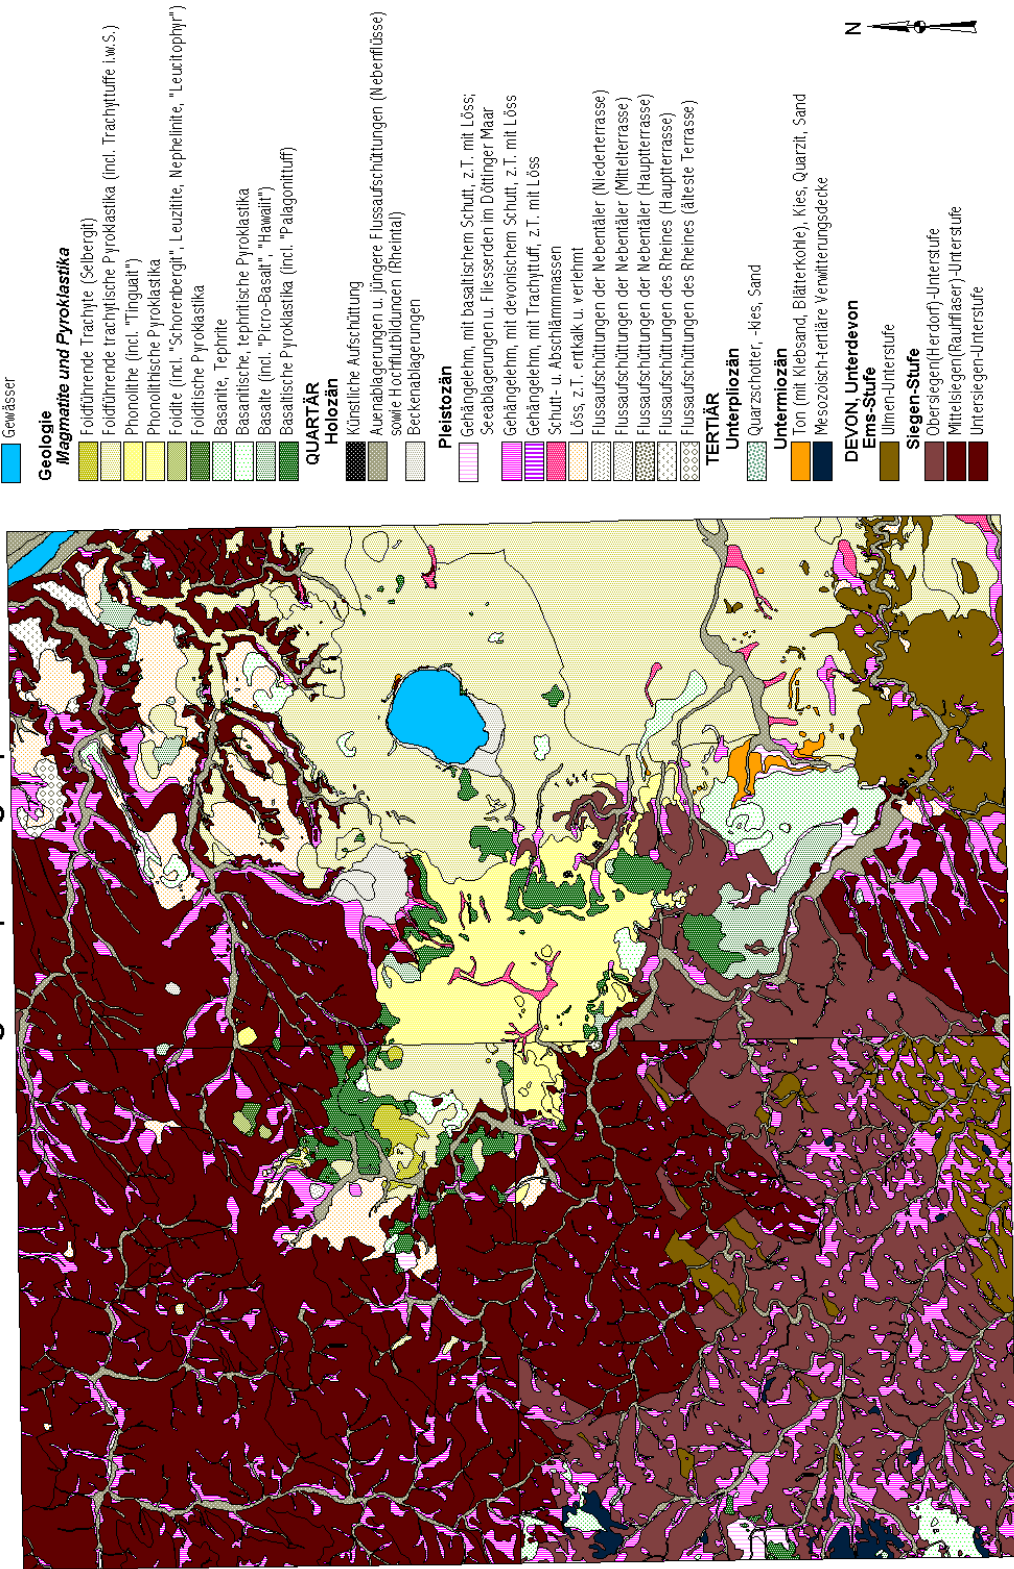 Gewässer
Geologie
Magmatite und Pyroklastika
Foidführende Trachyte (Selbergit)
Foidführende trachytische Pyroklastika (incl. Trachyttuffe i.w.S.)
Phonolithe (incl. "Tinguait")
Phonolithische Pyroklastika
Foidite (incl. "Schorenbergit", Leuzitite, Nephelinite, "Leucitophyr")
Foiditische Pyroklastika
Basanite, Tephrite
Basanitische, tephritische Pyroklastika
Basalte (incl. "Picro-Basalt", "Hawaiit")
Basaltische Pyroklastika (incl. "Palagonittuff)
QUARTÄR
Holozän
Künstliche Aufschüttung
Auenablagerungen u. jüngere Flussaufschüttungen (Nebenflüsse)
sowie Hochflutbildunden (Rheintal)
Beckenablagerungen
Pleistozän
Gehängelehm, mit basaltischem Schutt, z.T. mit Löss;
Seeablagerungen u. Fliesserden im Döttinger Maar
Gehängelehm, mit devonischem Schutt, z.T. mit Löss
Gehängelehm, mit Trachyttuff, z.T. mit Löss
Schutt- u. Abschlämmmassen
Löss, z.T. entkalk u. verlehmt
Flussaufschüttungen der Nebentäler (Niederterrasse)
Flussaufschüttungen der Nebentäler (Mittelterrasse)
Flussaufschüttungen der Nebentäler (Hauptterrasse)
Flussaufschüttungen des Rheines (Hauptterrasse)
Flussaufschüttungen des Rheines (älteste Terrasse)
TERTIÄR
Unterpliozän
Quarzschotter, -kies, Sand
Untermiozän
Ton (mit Klebsand, Blätterkohle), Kies, Quarzit, Sand
Mesozoisch-tertiäre Verwitterungsdecke
DEVON, Unterdevon
Ems-Stufe
Ulmen-Unterstufe
Siegen-Stufe
Obersiegen(Herdorf)-Unterstufe
Mittelsiegen(Rauhflaser)-Unterstufe
Untersiegen-Unterstufe
N